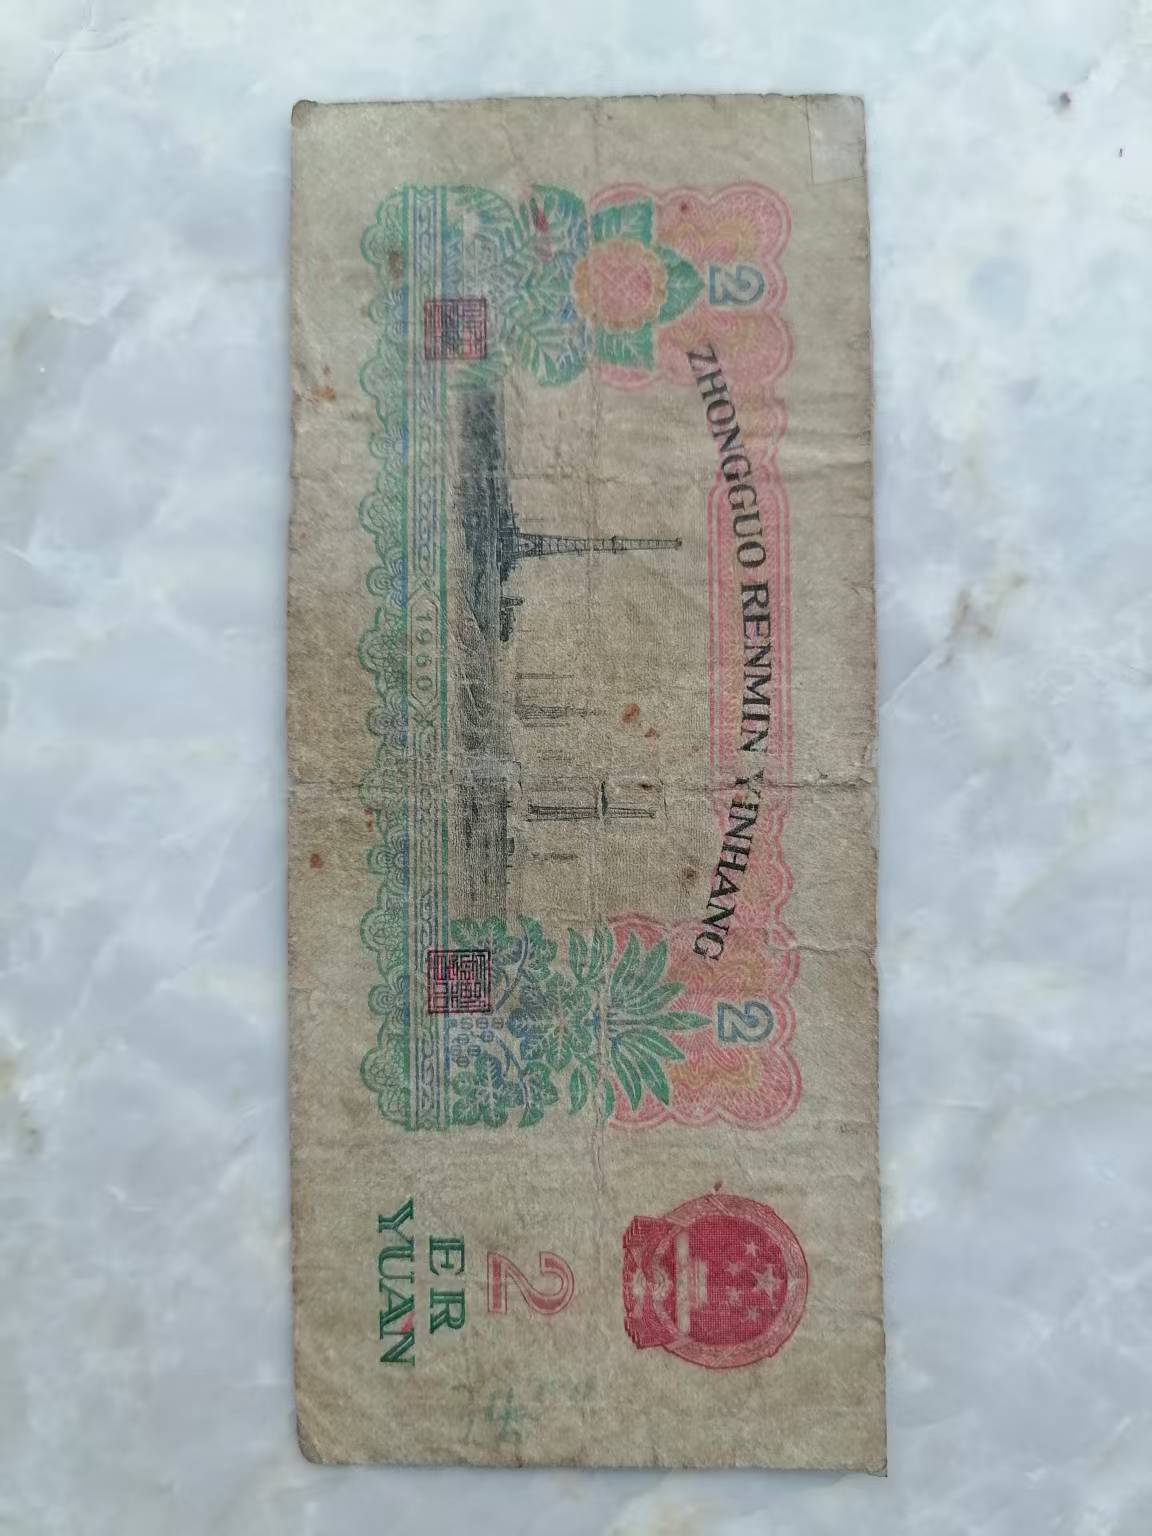 ZHONGGUO RENMIN YINHANG
2
2
1960
2
ER
YUAN